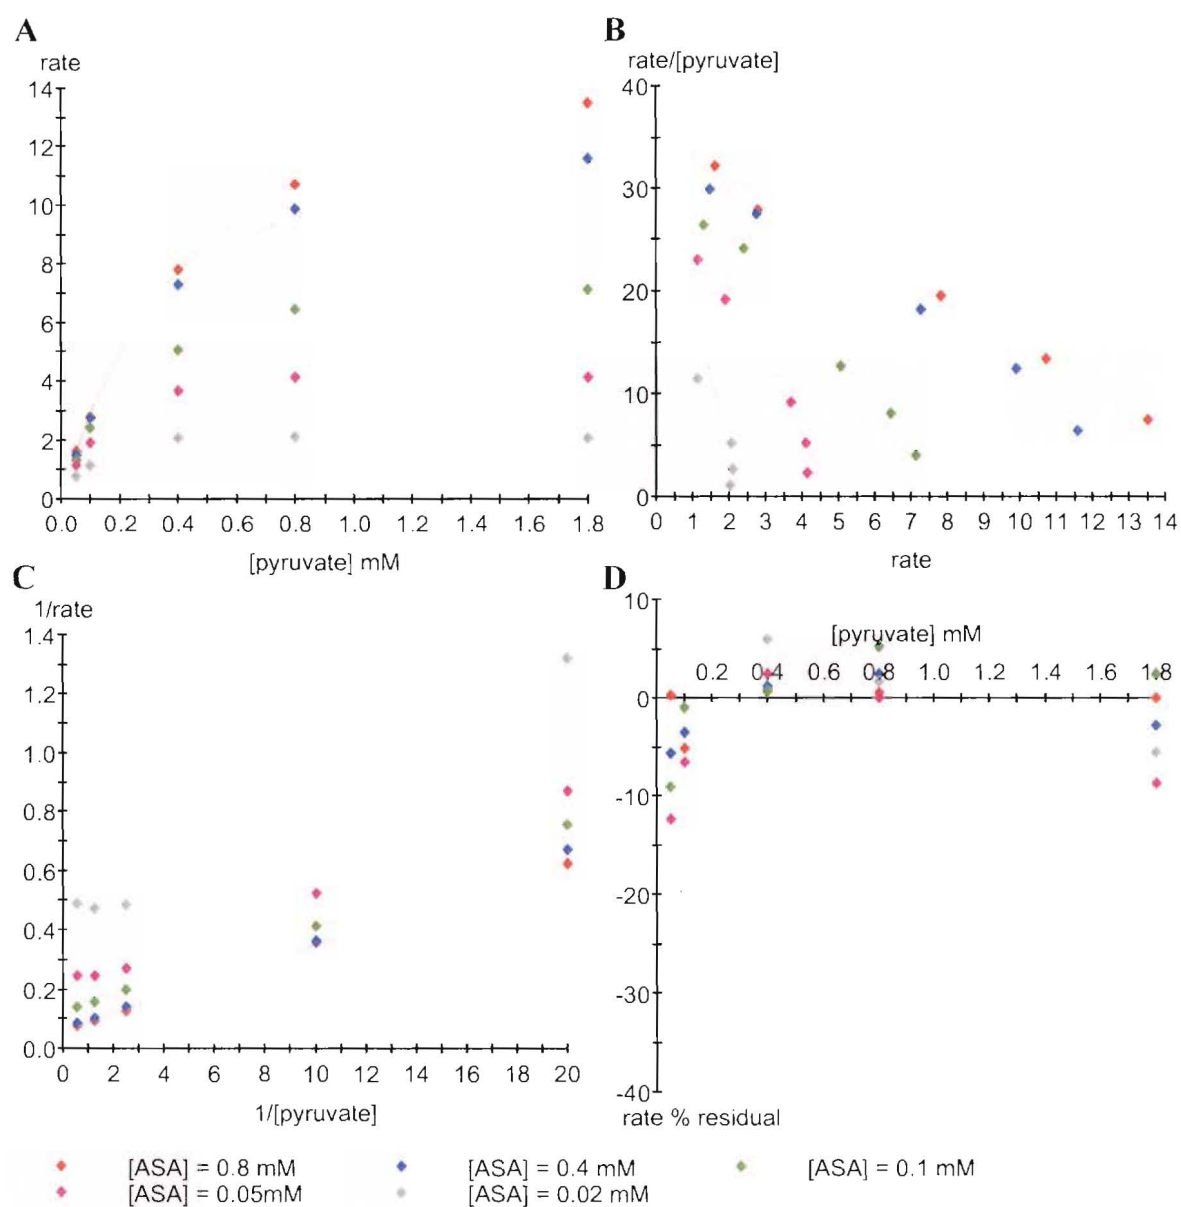 A
rate
14
12
10
8
6
4
2
0
0.0 0.2 0.4 0.6 0.8 1.0 1.2 1.4 1.6 1.8
[pyruvate] mM
B
rate/[pyruvate]
40
30
20
10
0
0 1 2 3 4 5 6 7 8 9 10 11 12 13 14
rate
C
1/rate
1.4
1.2
1.0
0.8
0.6
0.4
0.2
0.0
0 2 4 6 8 10 12 14 16 18 20
1/[pyruvate]
D
10
[pyruvate] mM
0.2 0.4 0.6 0.8 1.0 1.2 1.4 1.6 1.8
0
-10
-20
-30
-40
rate % residual
[ASA] = 0.8 mM [ASA] = 0.4 mM [ASA] = 0.1 mM
[ASA] = 0.05mM [ASA] = 0.02 mM